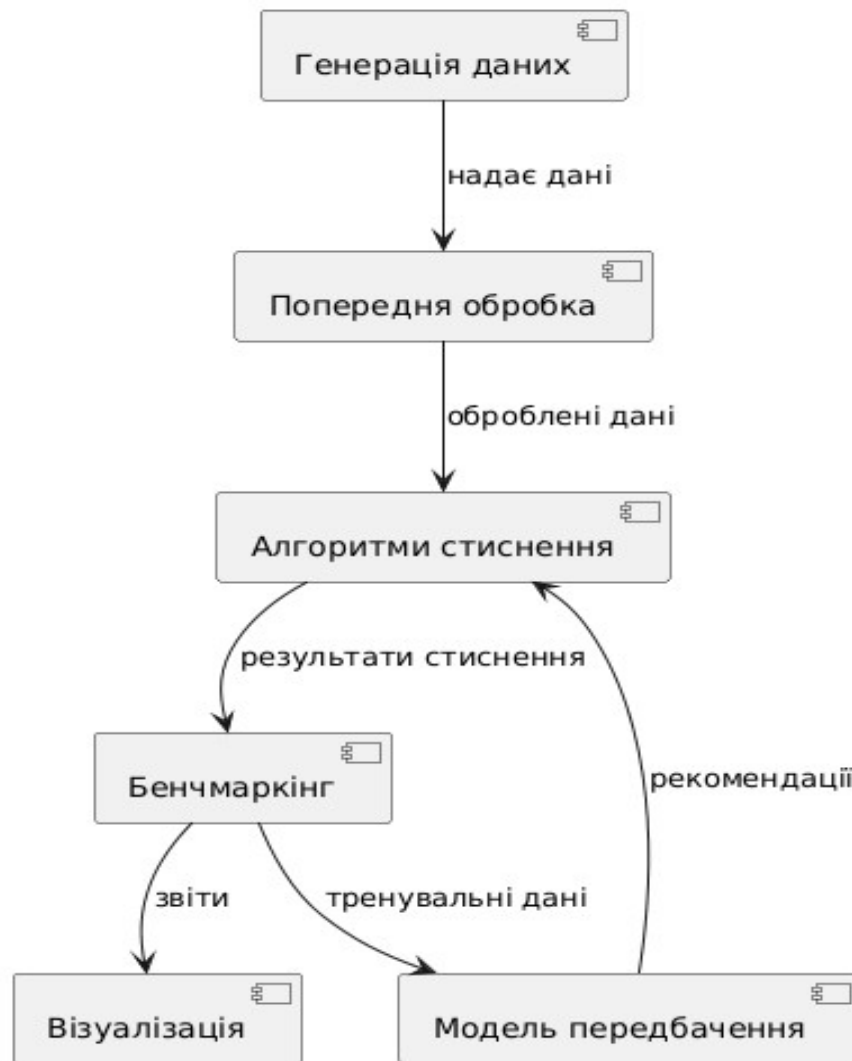 Генерація даних
надає дані
Попередня обробка
оброблені дані
Алгоритми стиснення
результати стиснення
Бенчмаркінг
рекомендації
звіти
тренувальні дані
Візуалізація
Модель передбачення